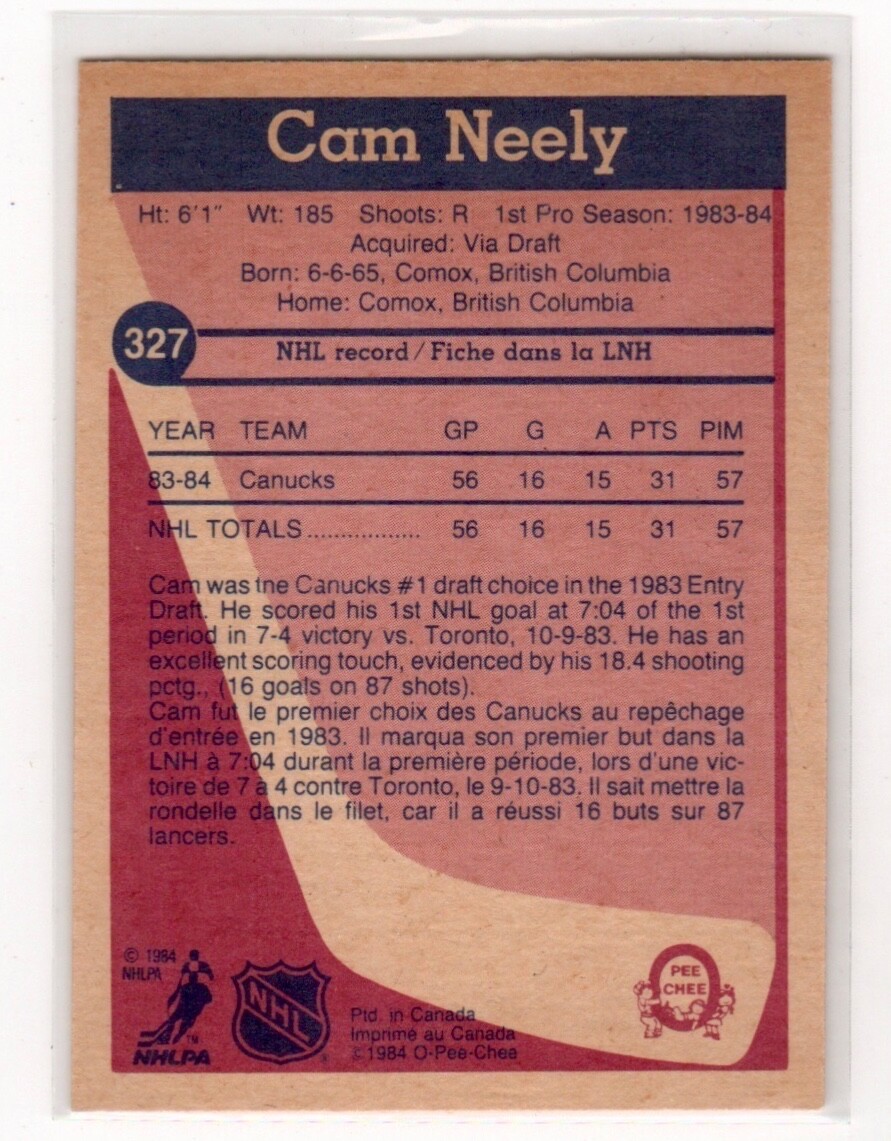 Cam Neely
Ht: 6'1" Wt: 185 Shoots: R 1st Pro Season: 1983-84
Acquired: Via Draft
Born: 6-6-65, Comox, British Columbia
Home: Comox, British Columbia
327
NHL record / Fiche dans la LNH
YEAR TEAM GP G A PTS PIM
83-84 Canucks 56 16 15 31 57
NHL TOTALS................. 56 16 15 31 57
Cam was tne Canucks #1 draft choice in the 1983 Entry
Draft. He scored his 1st NHL goal at 7:04 of the 1st
period in 7-4 victory vs. Toronto, 10-9-83. He has an
excellent scoring touch, evidenced by his 18.4 shooting
pctg., (16 goals on 87 shots).
Cam fut le premier choix des Canucks au repêchage
d'entrée en 1983. Il marqua son premier but dans la
LNH à 7:04 durant la première période, lors d'une vic-
toire de 7 à 4 contre Toronto, le 9-10-83. Il sait mettre la
rondelle dans le filet, car il a réussi 16 buts sur 87
lancers.
© 1984
NHLPA
TM
NHLPA
NHL
®
Ptd. in Canada
Imprimé au Canada
© 1984 O-Pee-Chee
O
PEE
CHEE